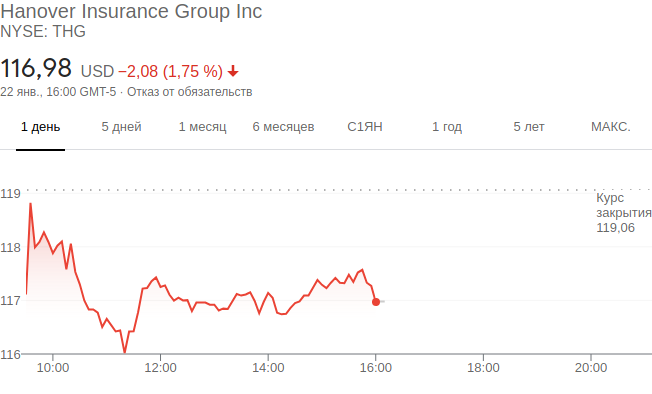 Hanover Insurance Group Inc
NYSE: THG
116,98 USD −2,08 (1,75 %)
22 янв., 16:00 GMT-5 · Отказ от обязательств
1 день 5 дней 1 месяц 6 месяцев С1ЯН 1 год 5 лет МАКС.
119
Курс
закрытия
119,06
118
117
116
10:00 12:00 14:00 16:00 18:00 20:00